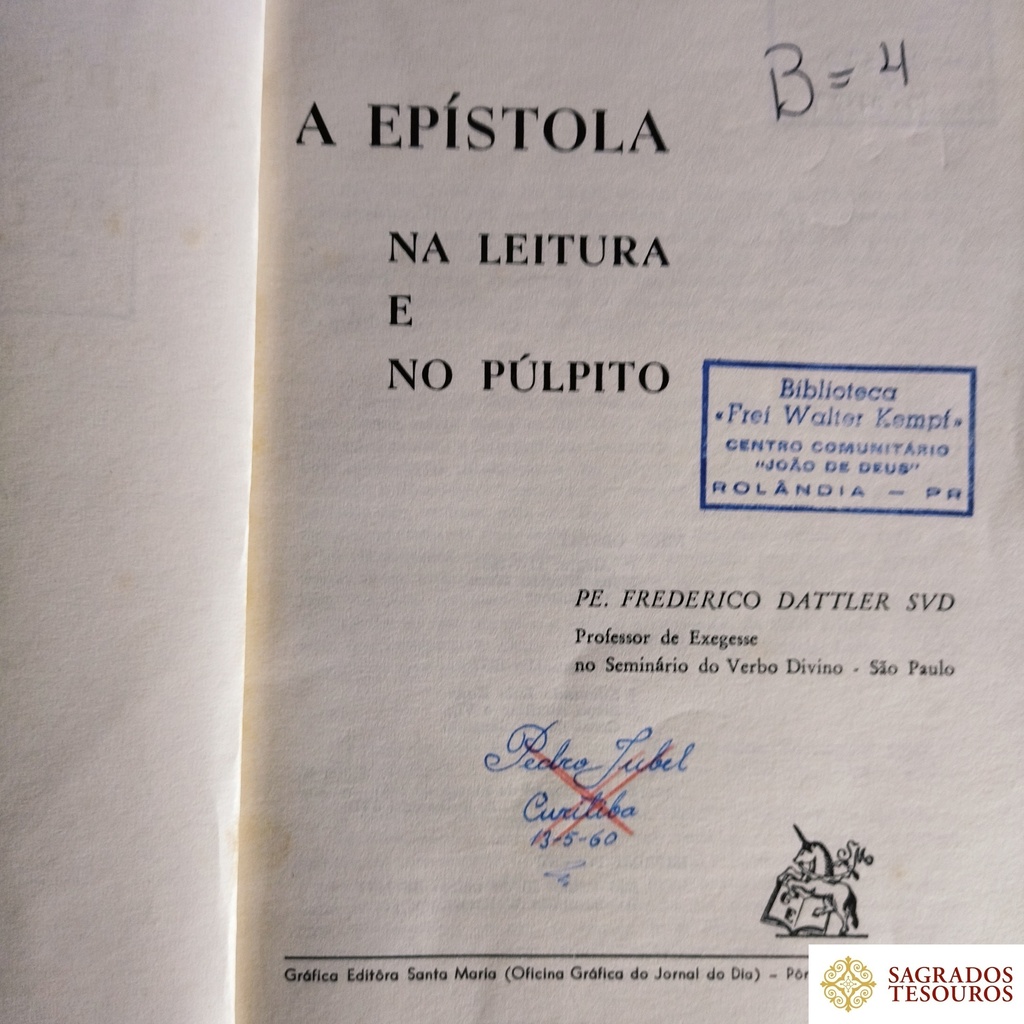 B = 4
A EPÍSTOLA
NA LEITURA
E
NO PÚLPITO
Biblioteca
«Frei Walter Kempf»
CENTRO COMUNITÁRIO
"JOÃO DE DEUS"
ROLÂNDIA — PR
PE. FREDERICO DATTLER SVD
Professor de Exegesse
no Seminário do Verbo Divino - São Paulo
Pedro Jubel
Curitiba
13-5-60
Gráfica Editôra Santa Maria (Oficina Gráfica do Jornal do Dia) –
SAGRADOS
TESOUROS